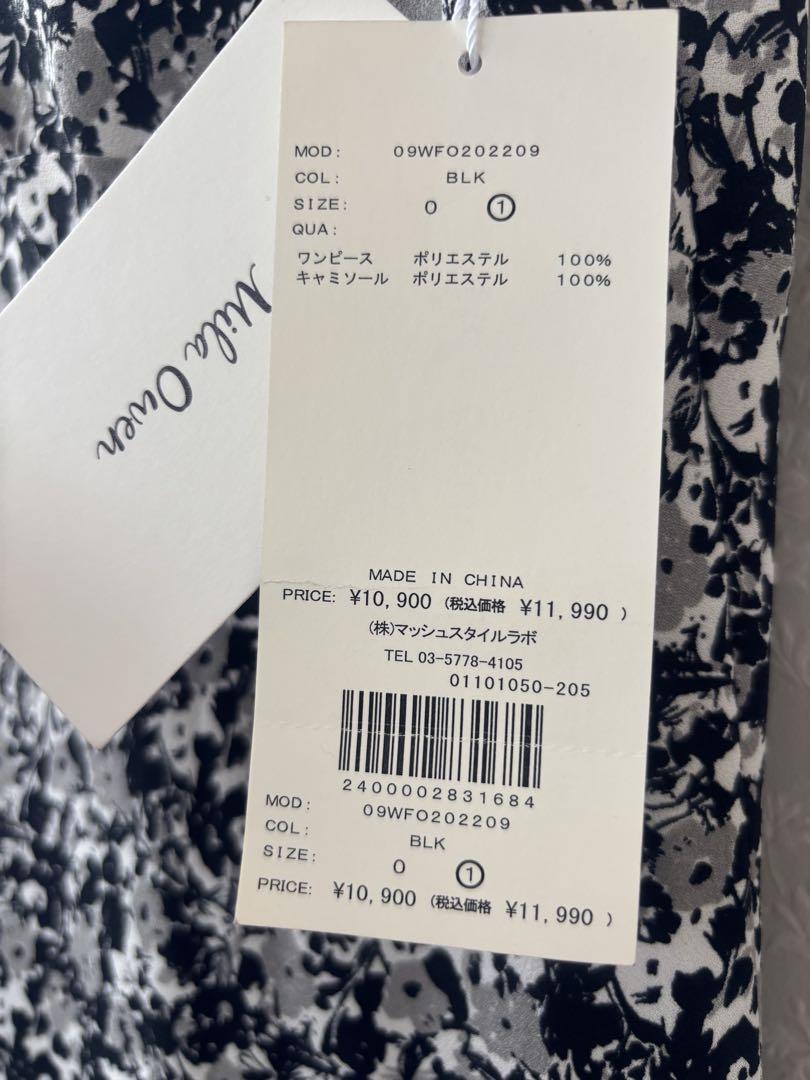 Mila Owen
MOD: 09WFO202209
COL: BLK
SIZE: 0 ①
QUA:
ワンピース ポリエステル 100%
キャミソール ポリエステル 100%
MADE IN CHINA
PRICE: ¥10,900 (税込価格 ¥11,990 )
(株)マッシュスタイルラボ
TEL 03-5778-4105
01101050-205
2400002831684
MOD: 09WFO202209
COL: BLK
SIZE: 0 ①
PRICE: ¥10,900 (税込価格 ¥11,990 )